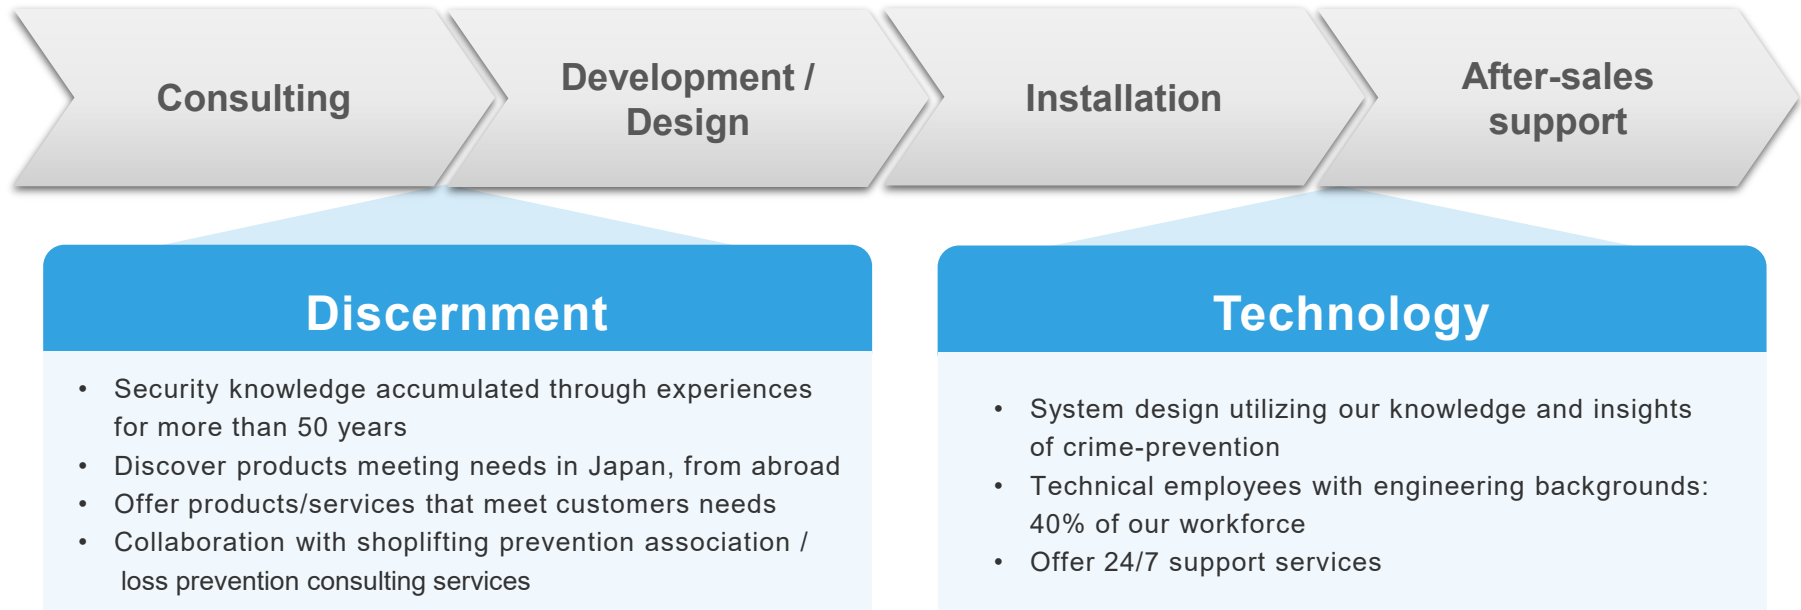 Consulting
Development /
Design
Installation
After-sales
support
Discernment
• Security knowledge accumulated through experiences
for more than 50 years
• Discover products meeting needs in Japan, from abroad
• Offer products/services that meet customers needs
• Collaboration with shoplifting prevention association /
loss prevention consulting services
Technology
• System design utilizing our knowledge and insights
of crime-prevention
• Technical employees with engineering backgrounds:
40% of our workforce
• Offer 24/7 support services